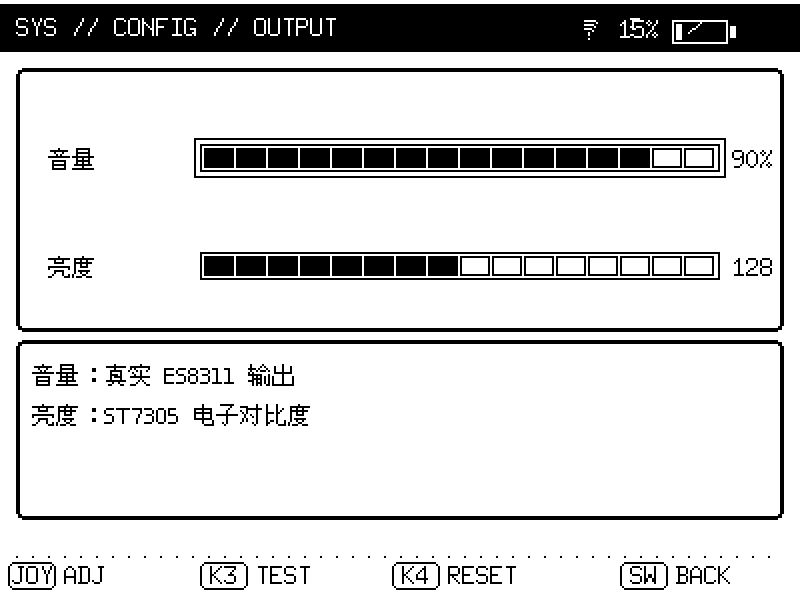 SYS // CONFIG // OUTPUT 15%
音量 90%
亮度 128
音量：真实 ES8311 输出
亮度：ST7305 电子对比度
JOY ADJ K3 TEST K4 RESET SW BACK